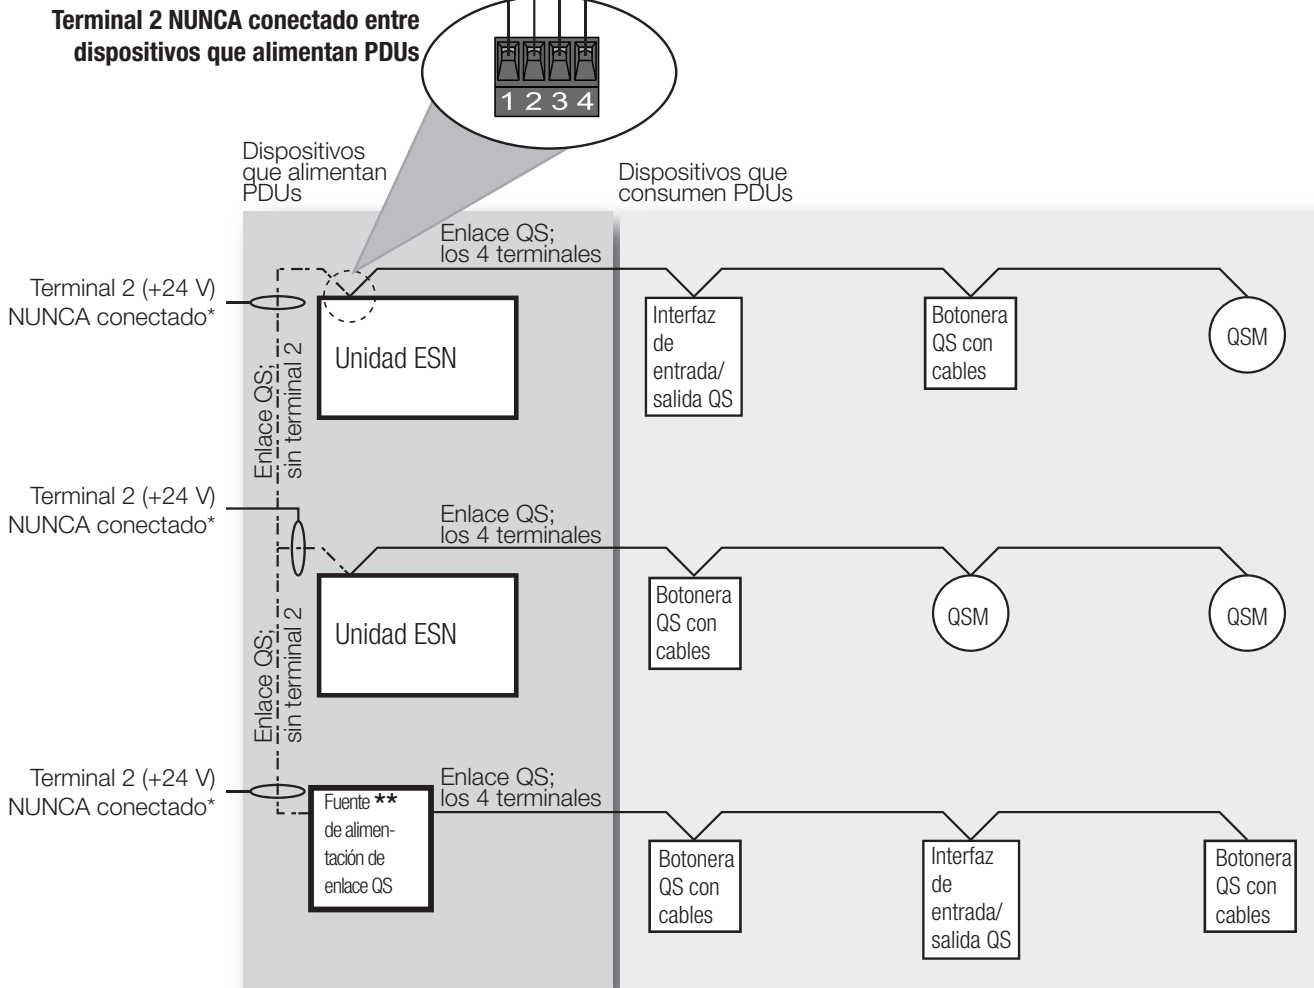 Terminal 2 NUNCA conectado entre
dispositivos que alimentan PDUs
1 2 3 4
Dispositivos
que alimentan
PDUs
Dispositivos que
consumen PDUs
Enlace QS;
los 4 terminales
Terminal 2 (+24 V)
NUNCA conectado*
Unidad ESN
Interfaz
de
entrada/
salida QS
Botonera
QS con
cables
QSM
Enlace QS;
sin terminal 2
Terminal 2 (+24 V)
NUNCA conectado*
Enlace QS;
los 4 terminales
Unidad ESN
Botonera
QS con
cables
QSM
QSM
Enlace QS;
sin terminal 2
Terminal 2 (+24 V)
NUNCA conectado*
Enlace QS;
los 4 terminales
Fuente **
de alimen-
tación de
enlace QS
Botonera
QS con
cables
Interfaz
de
entrada/
salida QS
Botonera
QS con
cables